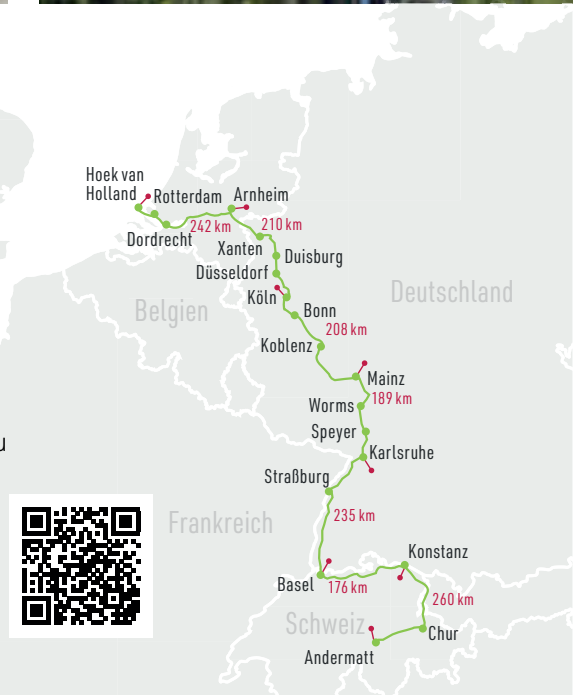 Hoek van
Holland
Rotterdam
Arnheim
Dordrecht
242 km
210 km
Xanten
Duisburg
Düsseldorf
Deutschland
Köln
Belgien
Bonn
208 km
Koblenz
Mainz
189 km
Worms
Speyer
u
Karlsruhe
Straßburg
235 km
Frankreich
Konstanz
Basel
176 km
260 km
Schweiz
Chur
Andermatt